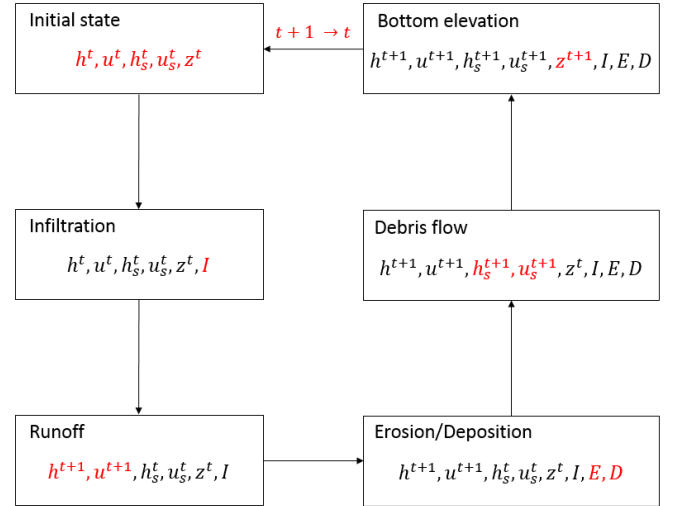 Initial state
h^t, u^t, h_s^t, u_s^t, z^t
t + 1 → t
Bottom elevation
h^{t+1}, u^{t+1}, h_s^{t+1}, u_s^{t+1}, z^{t+1}, I, E, D
Infiltration
h^t, u^t, h_s^t, u_s^t, z^t, I
Debris flow
h^{t+1}, u^{t+1}, h_s^{t+1}, u_s^{t+1}, z^t, I, E, D
Runoff
h^{t+1}, u^{t+1}, h_s^t, u_s^t, z^t, I
Erosion/Deposition
h^{t+1}, u^{t+1}, h_s^t, u_s^t, z^t, I, E, D